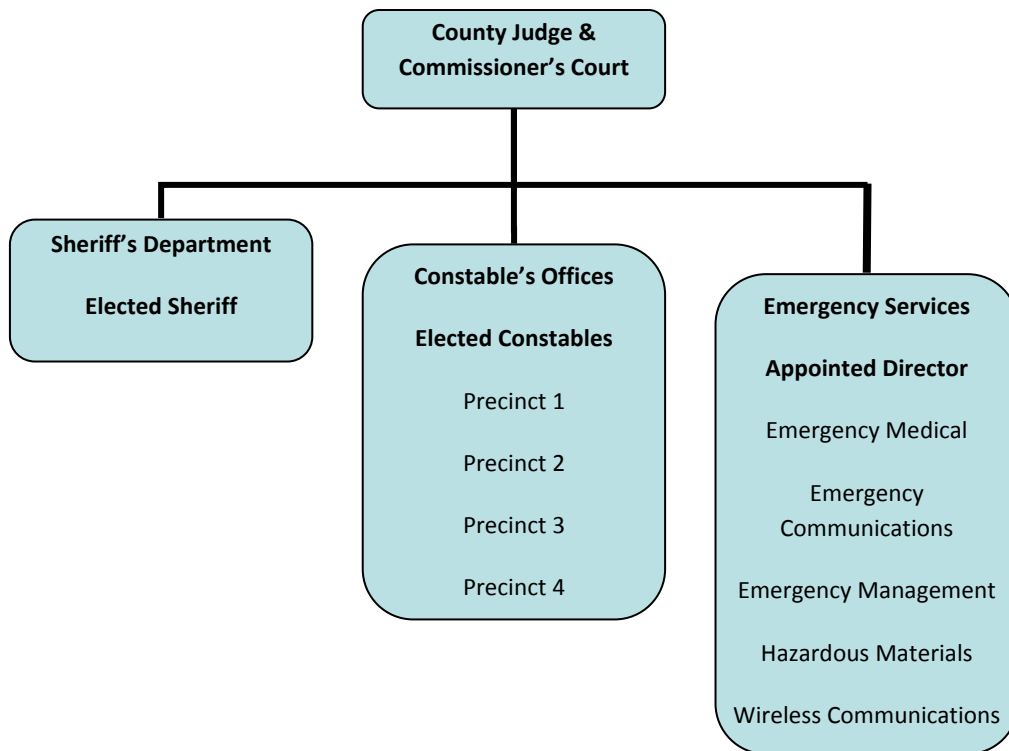 County Judge &
Commissioner’s Court
Sheriff’s Department
Elected Sheriff
Constable’s Offices
Elected Constables
Precinct 1
Precinct 2
Precinct 3
Precinct 4
Emergency Services
Appointed Director
Emergency Medical
Emergency
Communications
Emergency Management
Hazardous Materials
Wireless Communications